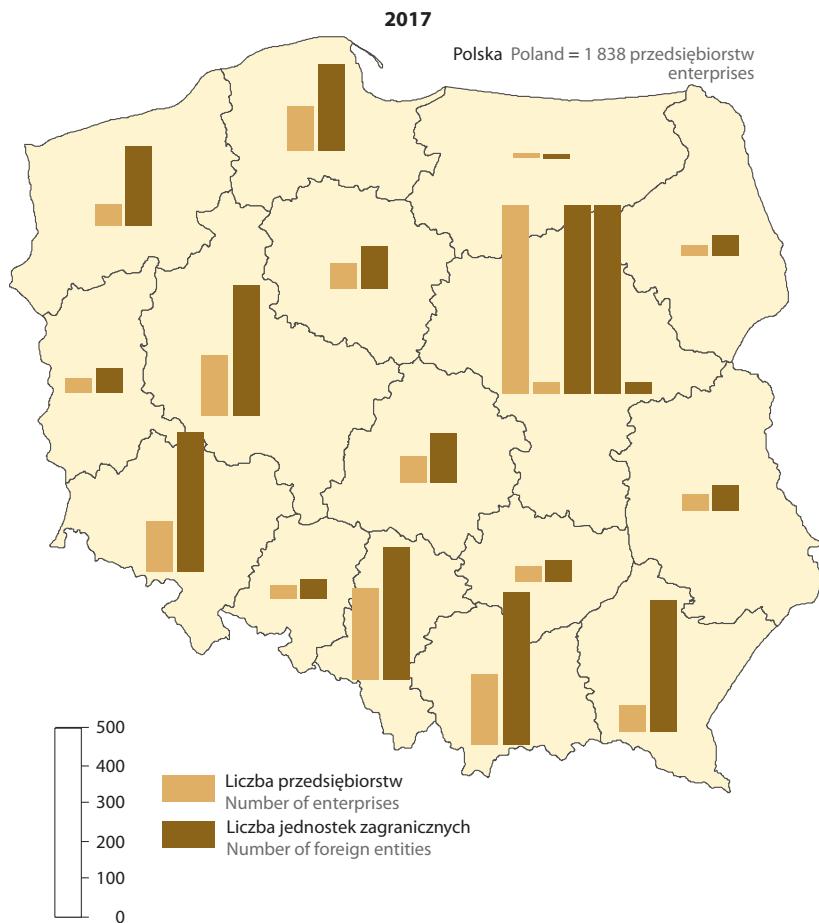 2017
Polska Poland = 1 838 przedsiębiorstw
enterprises
500
400
300
200
100
0
Liczba przedsiębiorstw
Number of enterprises
Liczba jednostek zagranicznych
Number of foreign entities